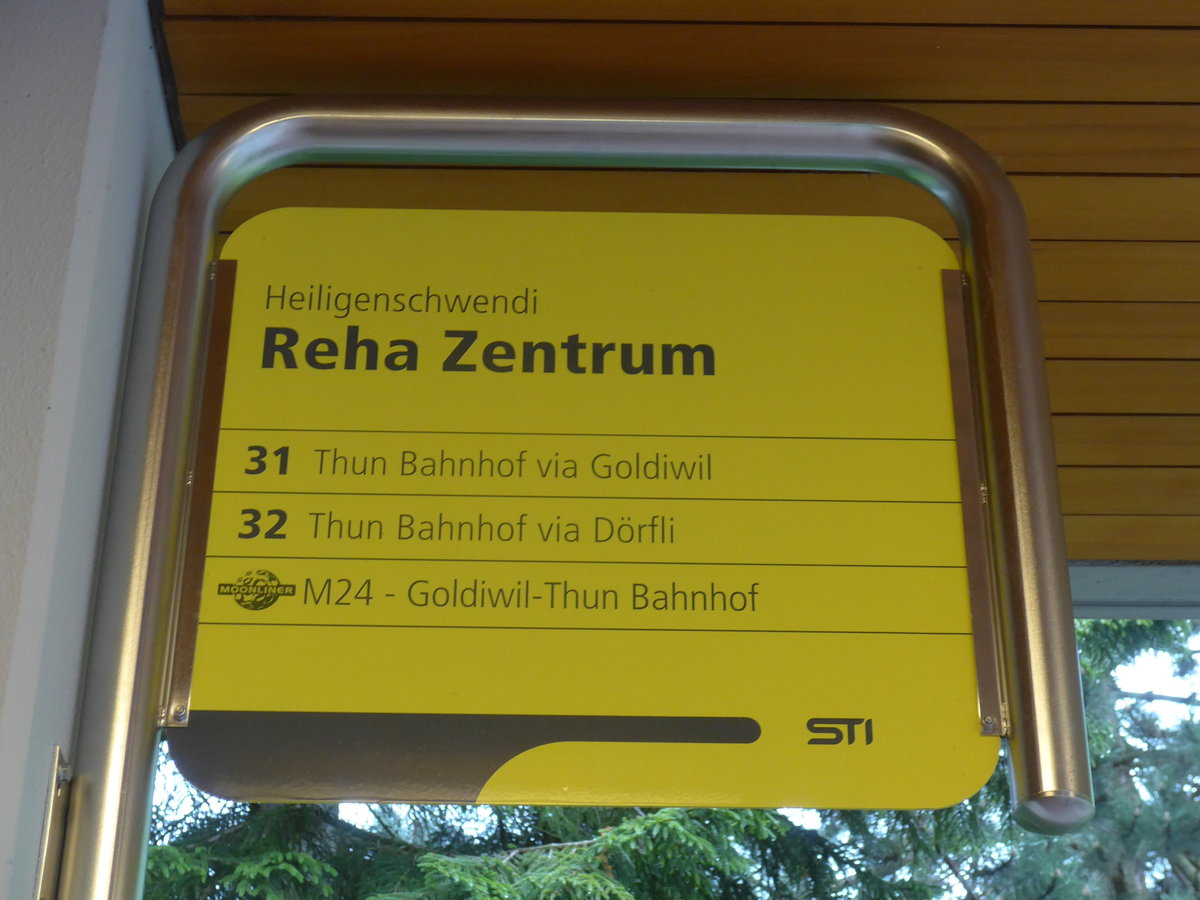 Heiligenschwendi
Reha Zentrum
31 Thun Bahnhof via Goldiwil
32 Thun Bahnhof via Dörfli
MOONLINER M24 - Goldiwil-Thun Bahnhof
STI